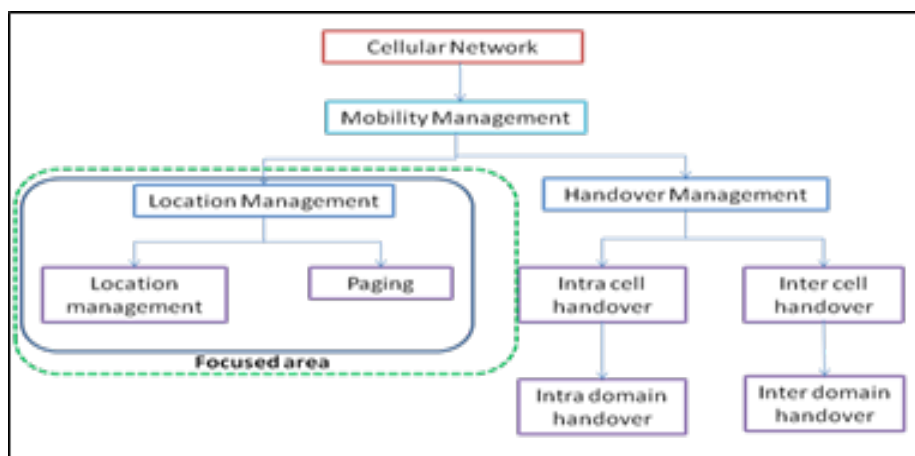 Cellular Network
Mobility Management
Location Management
Handover Management
Location
management
Paging
Intra cell
handover
Inter cell
handover
Focused area
Intra domain
handover
Inter domain
handover